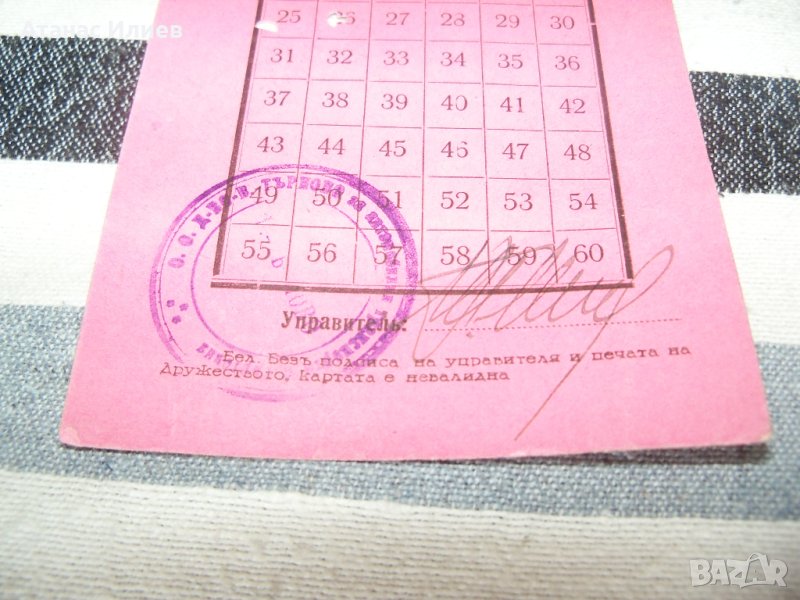 Атанас Илиев
25 26 27 28 29 30
31 32 33 34 35 36
37 38 39 40 41 42
43 44 45 46 47 48
49 50 51 52 53 54
55 56 57 58 59 60
Управитель:
Бел. Безъ подписа на управителя и печата на
Дружеството, картата е невалидна
BAZAR